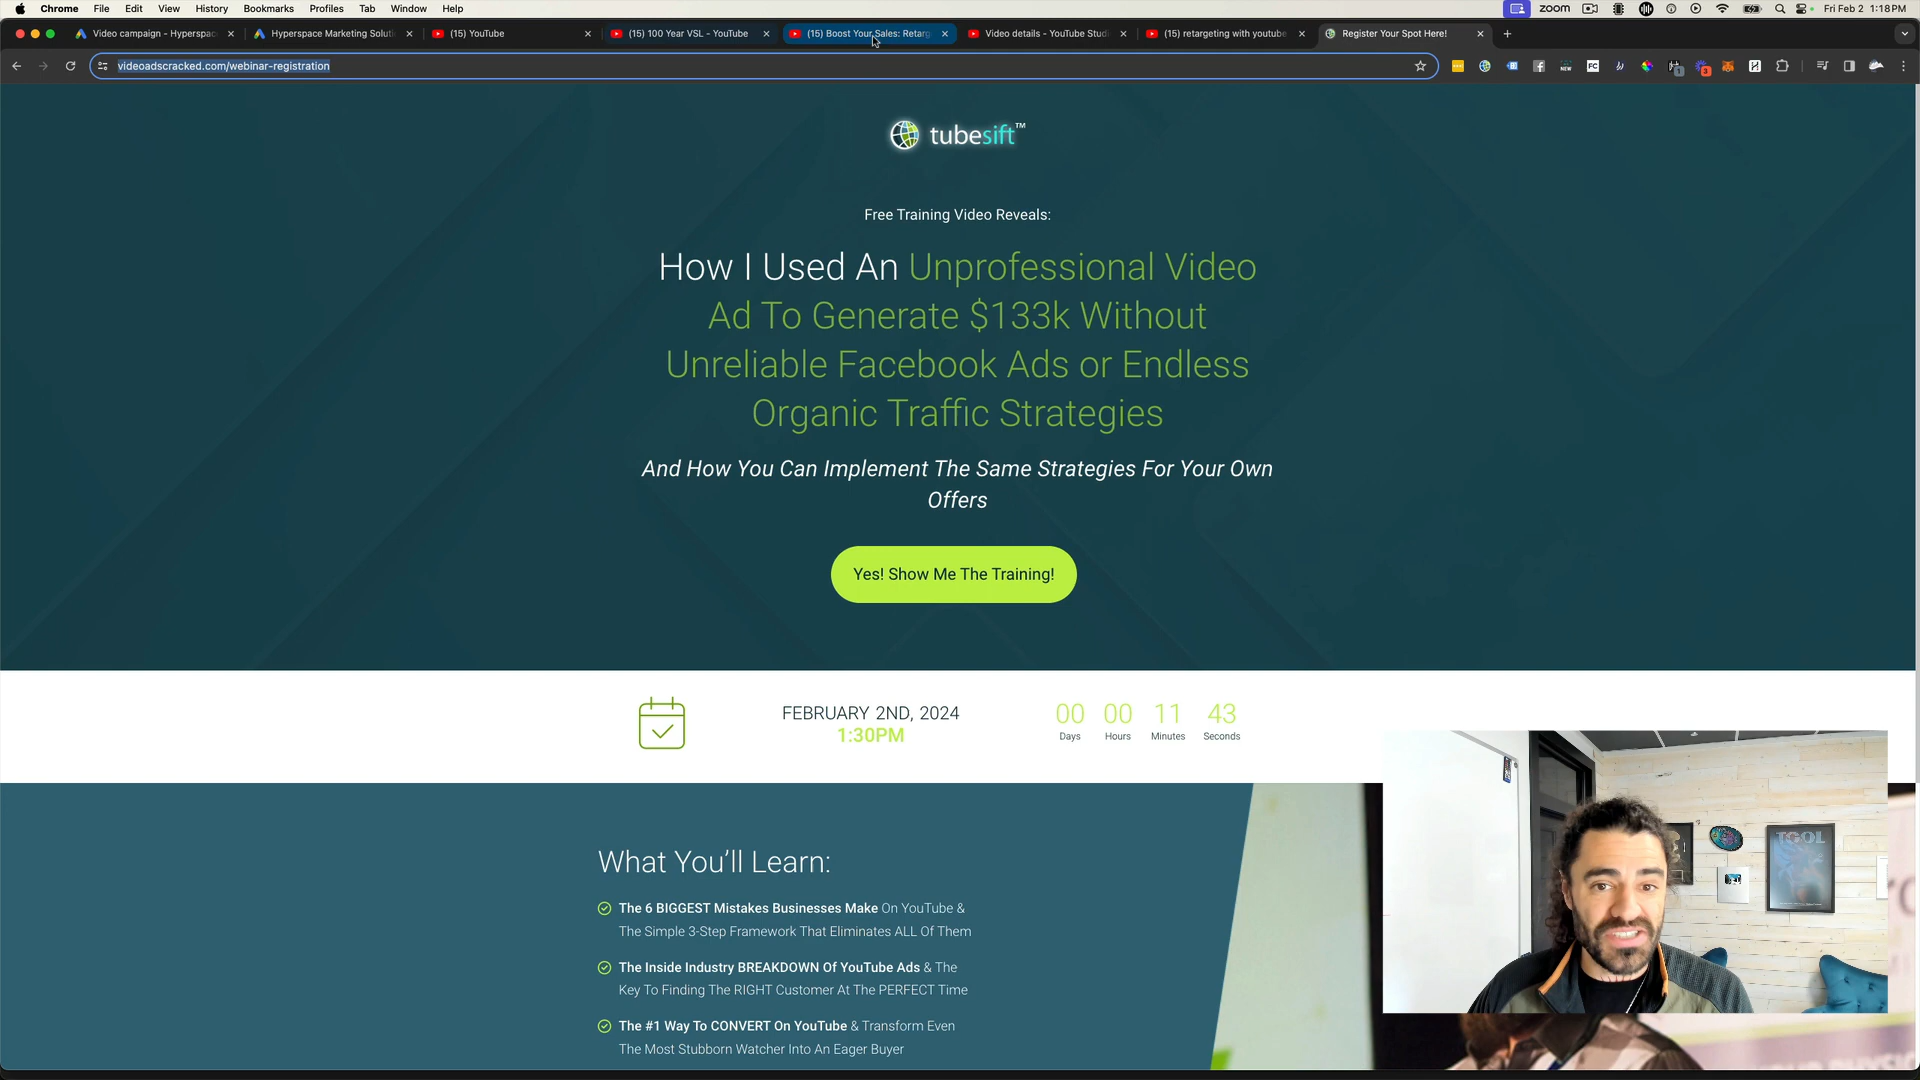 Chrome File Edit View History Bookmarks Profiles Tab Window Help zoom Fri Feb 2 1:18 PM
Video campaign - Hyperspac
Hyperspace Marketing Soluti
(15) YouTube
(15) 100 Year VSL - YouTube
(15) Boost Your Sales: Retarg
Video details - YouTube Stud
(15) retargeting with youtube
Register Your Spot Here!
videoadscracked.com/webinar-registration
tubesift™
Free Training Video Reveals:
How I Used An Unprofessional Video
Ad To Generate $133k Without
Unreliable Facebook Ads or Endless
Organic Traffic Strategies
And How You Can Implement The Same Strategies For Your Own
Offers
Yes! Show Me The Training!
FEBRUARY 2ND, 2024
1:30PM
00 00 11 43
Days Hours Minutes Seconds
What You'll Learn:
The 6 BIGGEST Mistakes Businesses Make On YouTube &
The Simple 3-Step Framework That Eliminates ALL Of Them
The Inside Industry BREAKDOWN Of YouTube Ads & The
Key To Finding The RIGHT Customer At The PERFECT Time
The #1 Way To CONVERT On YouTube & Transform Even
The Most Stubborn Watcher Into An Eager Buyer
TOOL